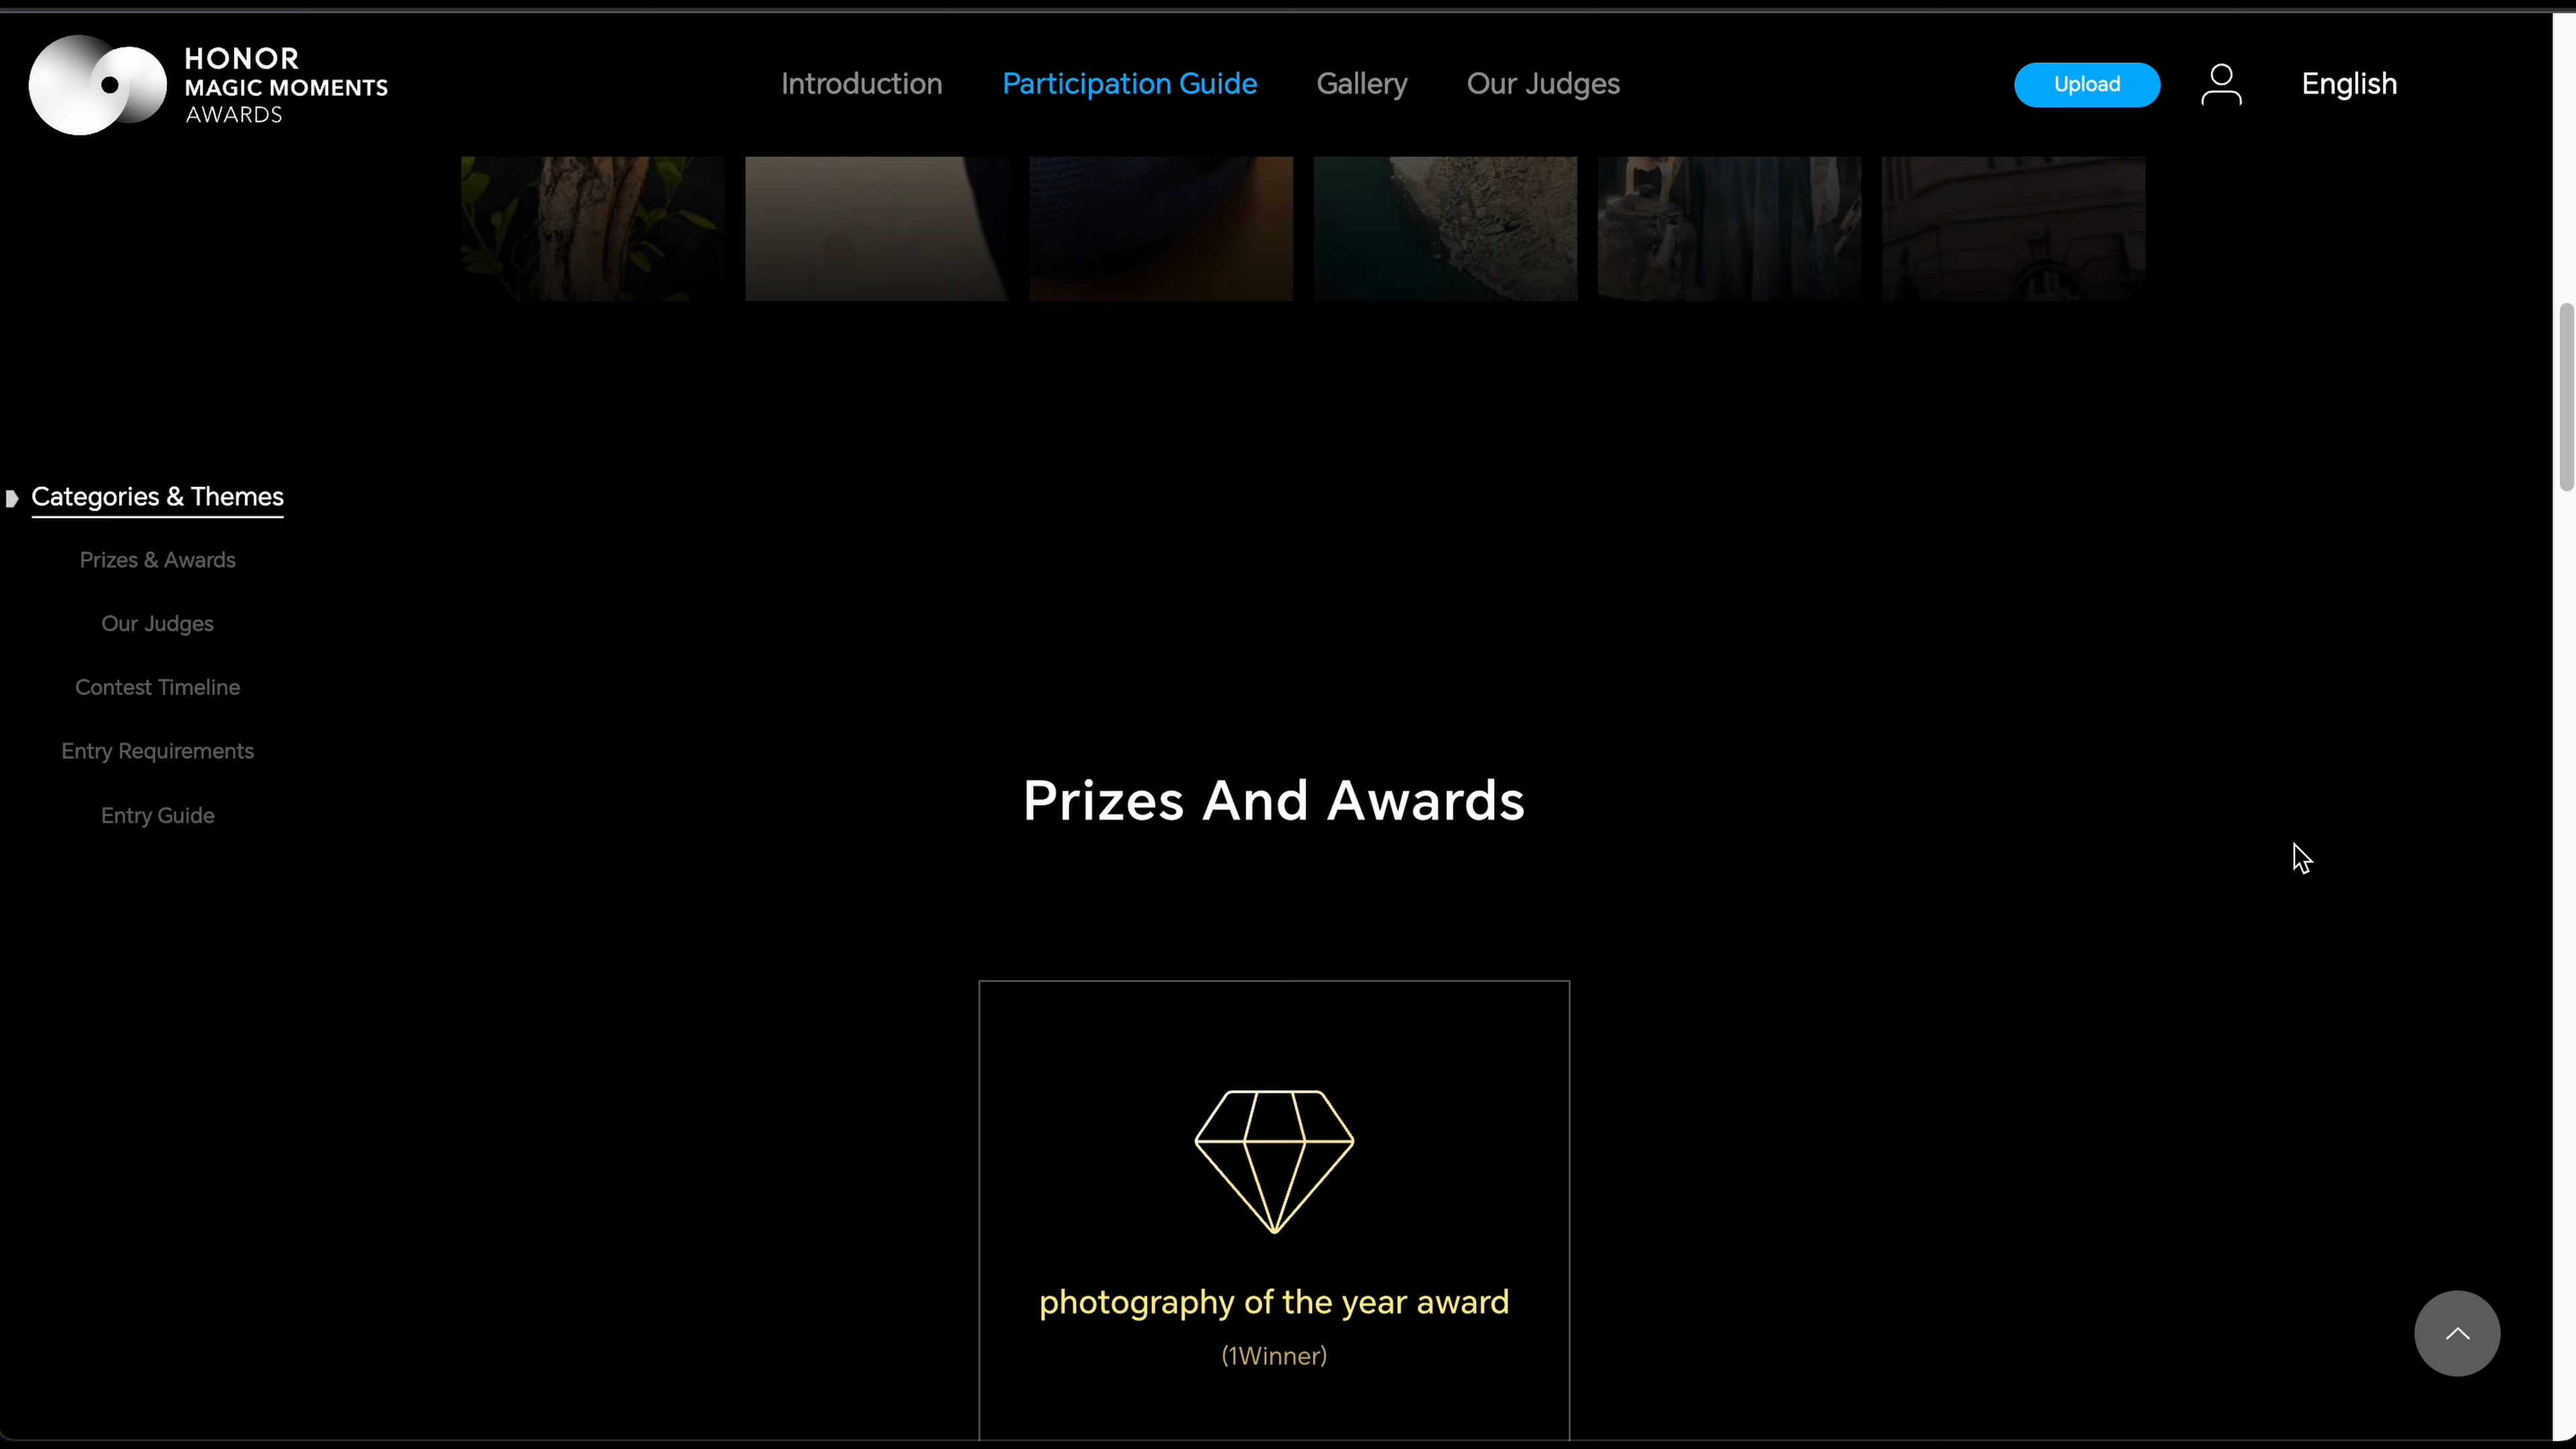 HONOR
MAGIC MOMENTS
AWARDS
Introduction
Participation Guide
Gallery
Our Judges
Upload
English
Categories & Themes
Prizes & Awards
Our Judges
Contest Timeline
Entry Requirements
Entry Guide
Prizes And Awards
photography of the year award
(1Winner)